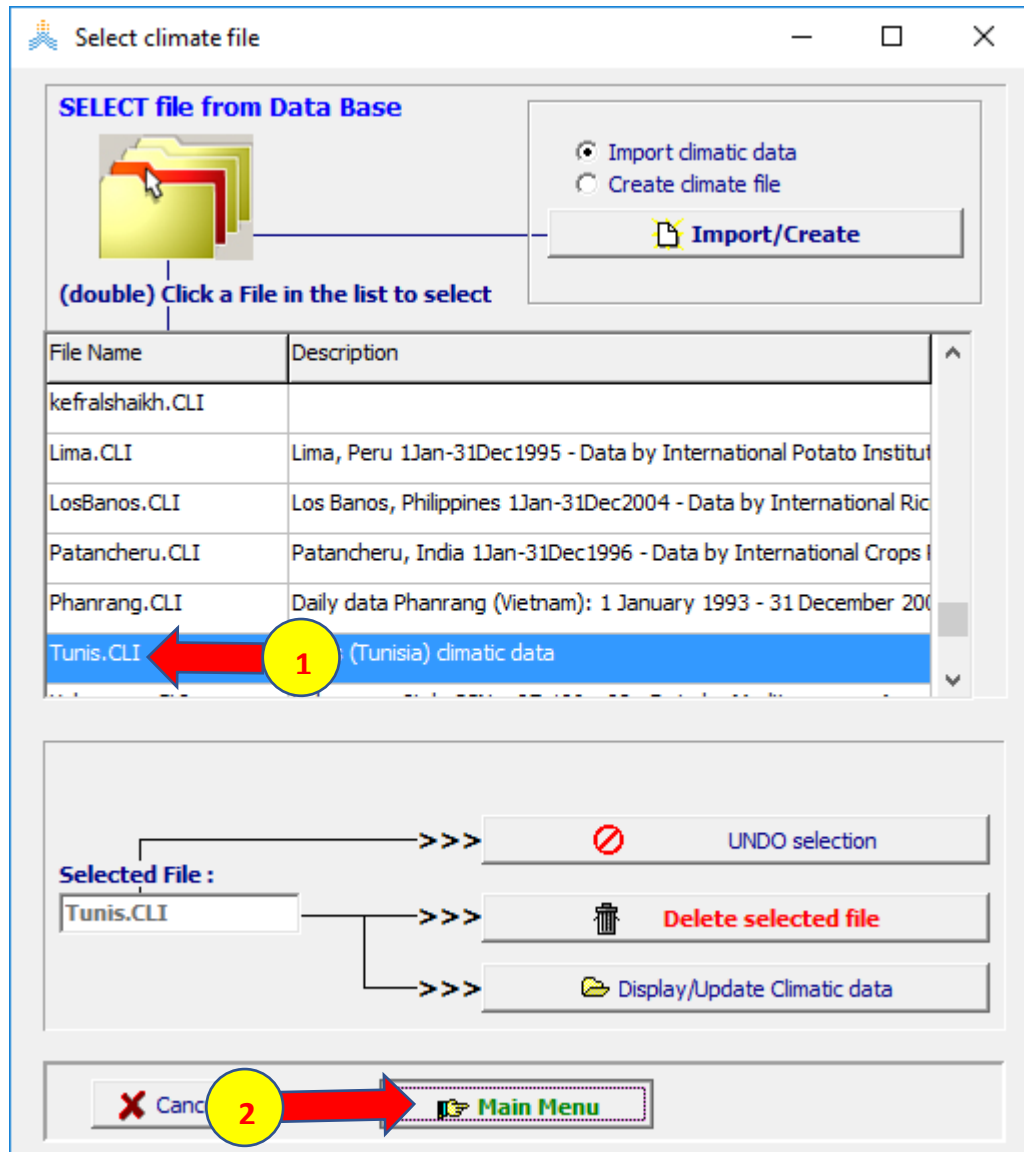 Select climate file
SELECT file from Data Base
Import climatic data
Create climate file
Import/Create
(double) Click a File in the list to select
File Name Description
kefralshaikh.CLI
Lima.CLI Lima, Peru 1Jan-31Dec1995 - Data by International Potato Institut
LosBanos.CLI Los Banos, Philippines 1Jan-31Dec2004 - Data by International Ric
Patancheru.CLI Patancheru, India 1Jan-31Dec1996 - Data by International Crops
Phanrang.CLI Daily data Phanrang (Vietnam): 1 January 1993 - 31 December 200
Tunis.CLI 1 (Tunisia) climatic data
>>> UNDO selection
Selected File :
Tunis.CLI
>>> Delete selected file
>>> Display/Update Climatic data
Canc 2 Main Menu